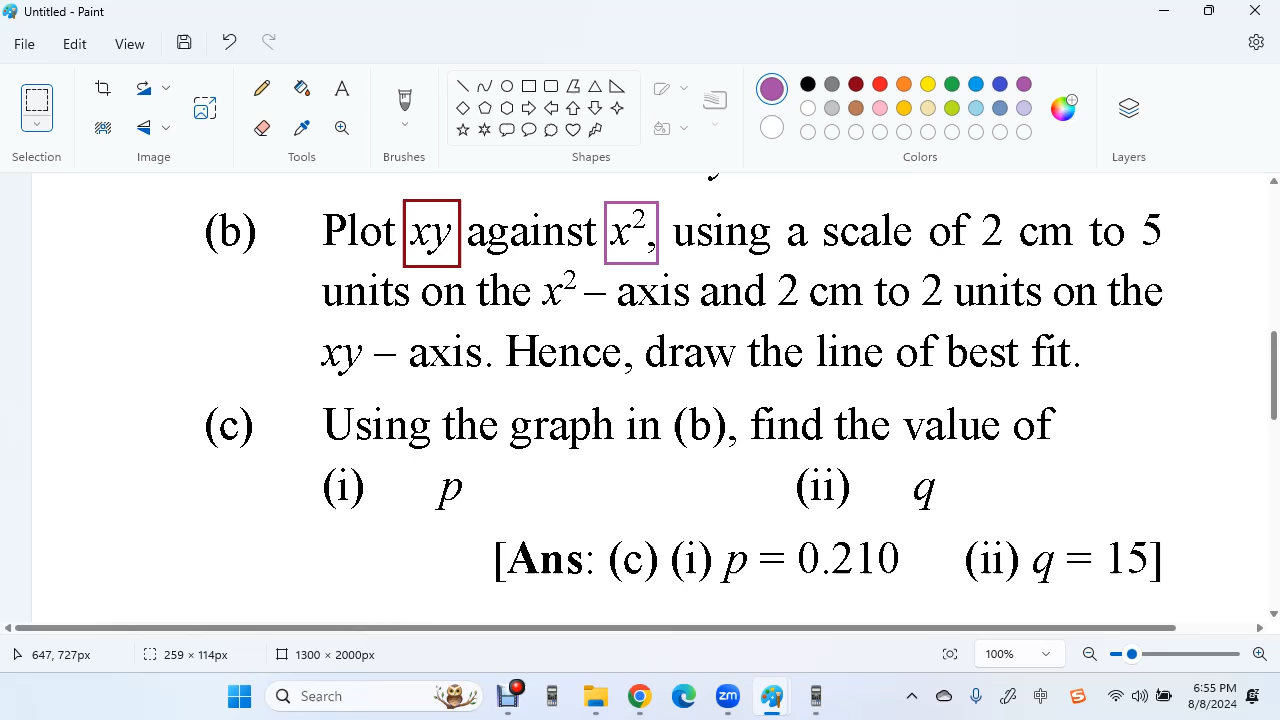 Untitled - Paint
File Edit View
Selection Image Tools Brushes Shapes Colors Layers
(b) Plot xy against x², using a scale of 2 cm to 5
units on the x² – axis and 2 cm to 2 units on the
xy – axis. Hence, draw the line of best fit.
(c) Using the graph in (b), find the value of
(i) p (ii) q
[Ans: (c) (i) p = 0.210 (ii) q = 15]
647, 727px 259 × 114px 1300 × 2000px 100%
Search zm 中 S 6:55 PM
8/8/2024